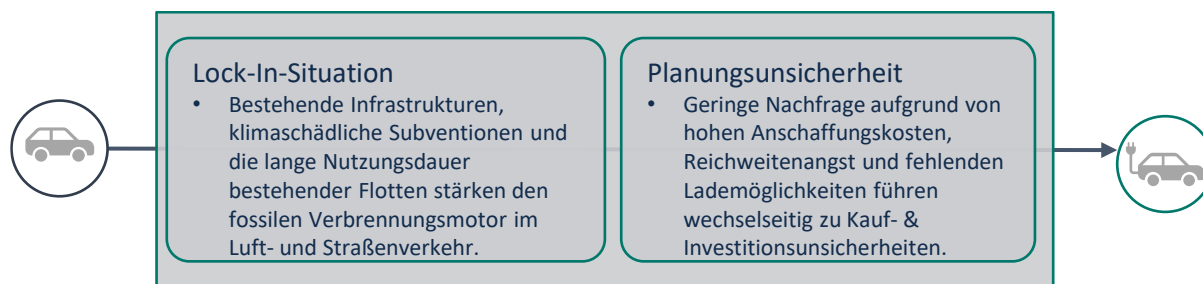 Lock-In-Situation
• Bestehende Infrastrukturen,
klimaschädliche Subventionen und
die lange Nutzungsdauer
bestehender Flotten stärken den
fossilen Verbrennungsmotor im
Luft- und Straßenverkehr.
Planungsunsicherheit
• Geringe Nachfrage aufgrund von
hohen Anschaffungskosten,
Reichweitenangst und fehlenden
Lademöglichkeiten führen
wechselseitig zu Kauf- &
Investitionsunsicherheiten.